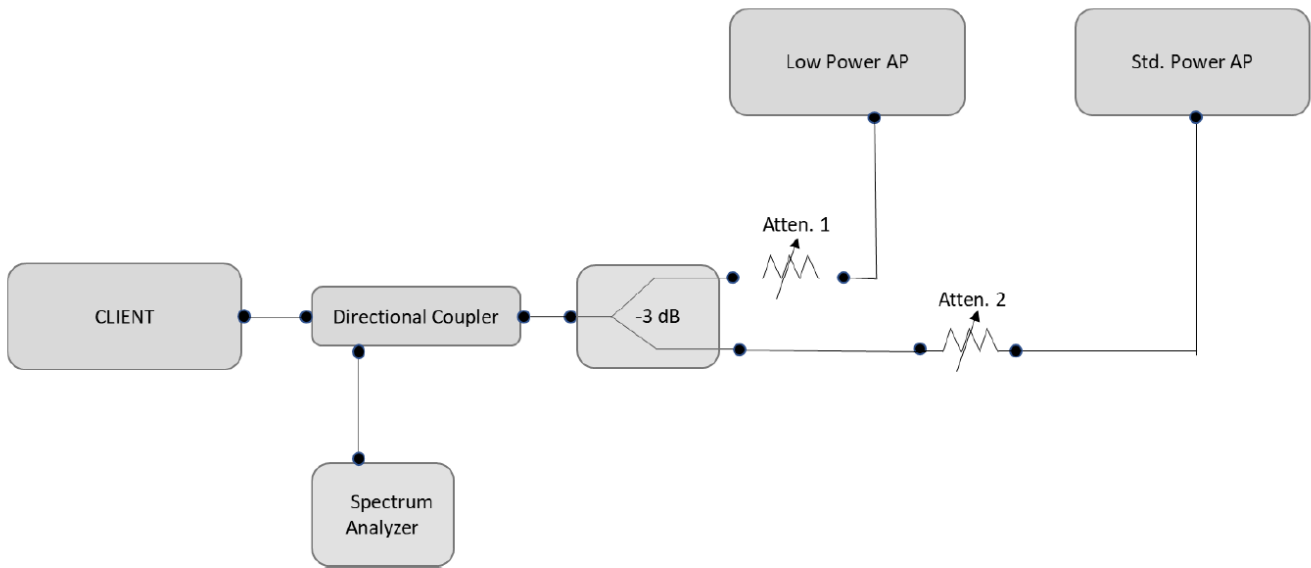 Low Power AP
Std. Power AP
Atten. 1
Atten. 2
CLIENT
Directional Coupler
-3 dB
Spectrum
Analyzer